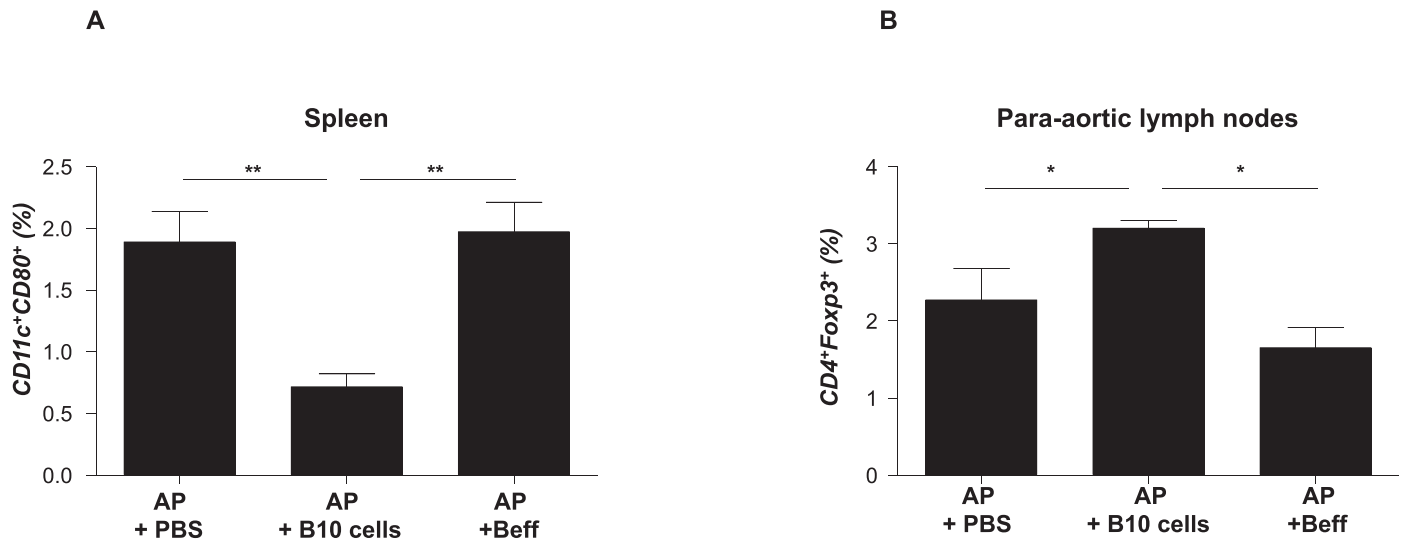 A
Spleen
CD11c⁺CD80⁺ (%)
2.5
2.0
1.5
1.0
0.5
0.0
**
**
AP
+ PBS
AP
+ B10 cells
AP
+Beff
B
Para-aortic lymph nodes
CD4⁺Foxp3⁺ (%)
4
3
2
1
0
*
*
AP
+ PBS
AP
+ B10 cells
AP
+Beff